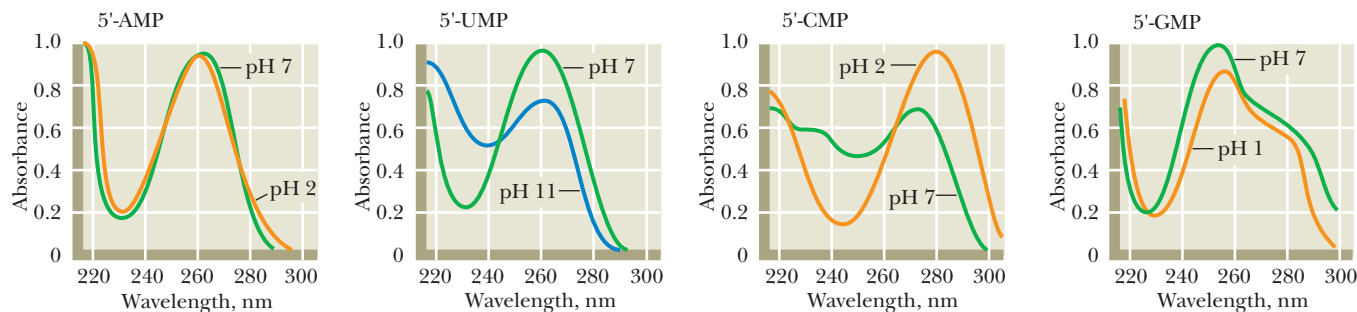 5'-AMP
1.0
0.8
0.6
0.4
0.2
0
Absorbance
pH 7
pH 2
220 240 260 280 300
Wavelength, nm
5'-UMP
1.0
0.8
0.6
0.4
0.2
0
Absorbance
pH 7
pH 11
220 240 260 280 300
Wavelength, nm
5'-CMP
1.0
0.8
0.6
0.4
0.2
0
Absorbance
pH 2
pH 7
220 240 260 280 300
Wavelength, nm
5'-GMP
1.0
0.8
0.6
0.4
0.2
0
Absorbance
pH 7
pH 1
220 240 260 280 300
Wavelength, nm